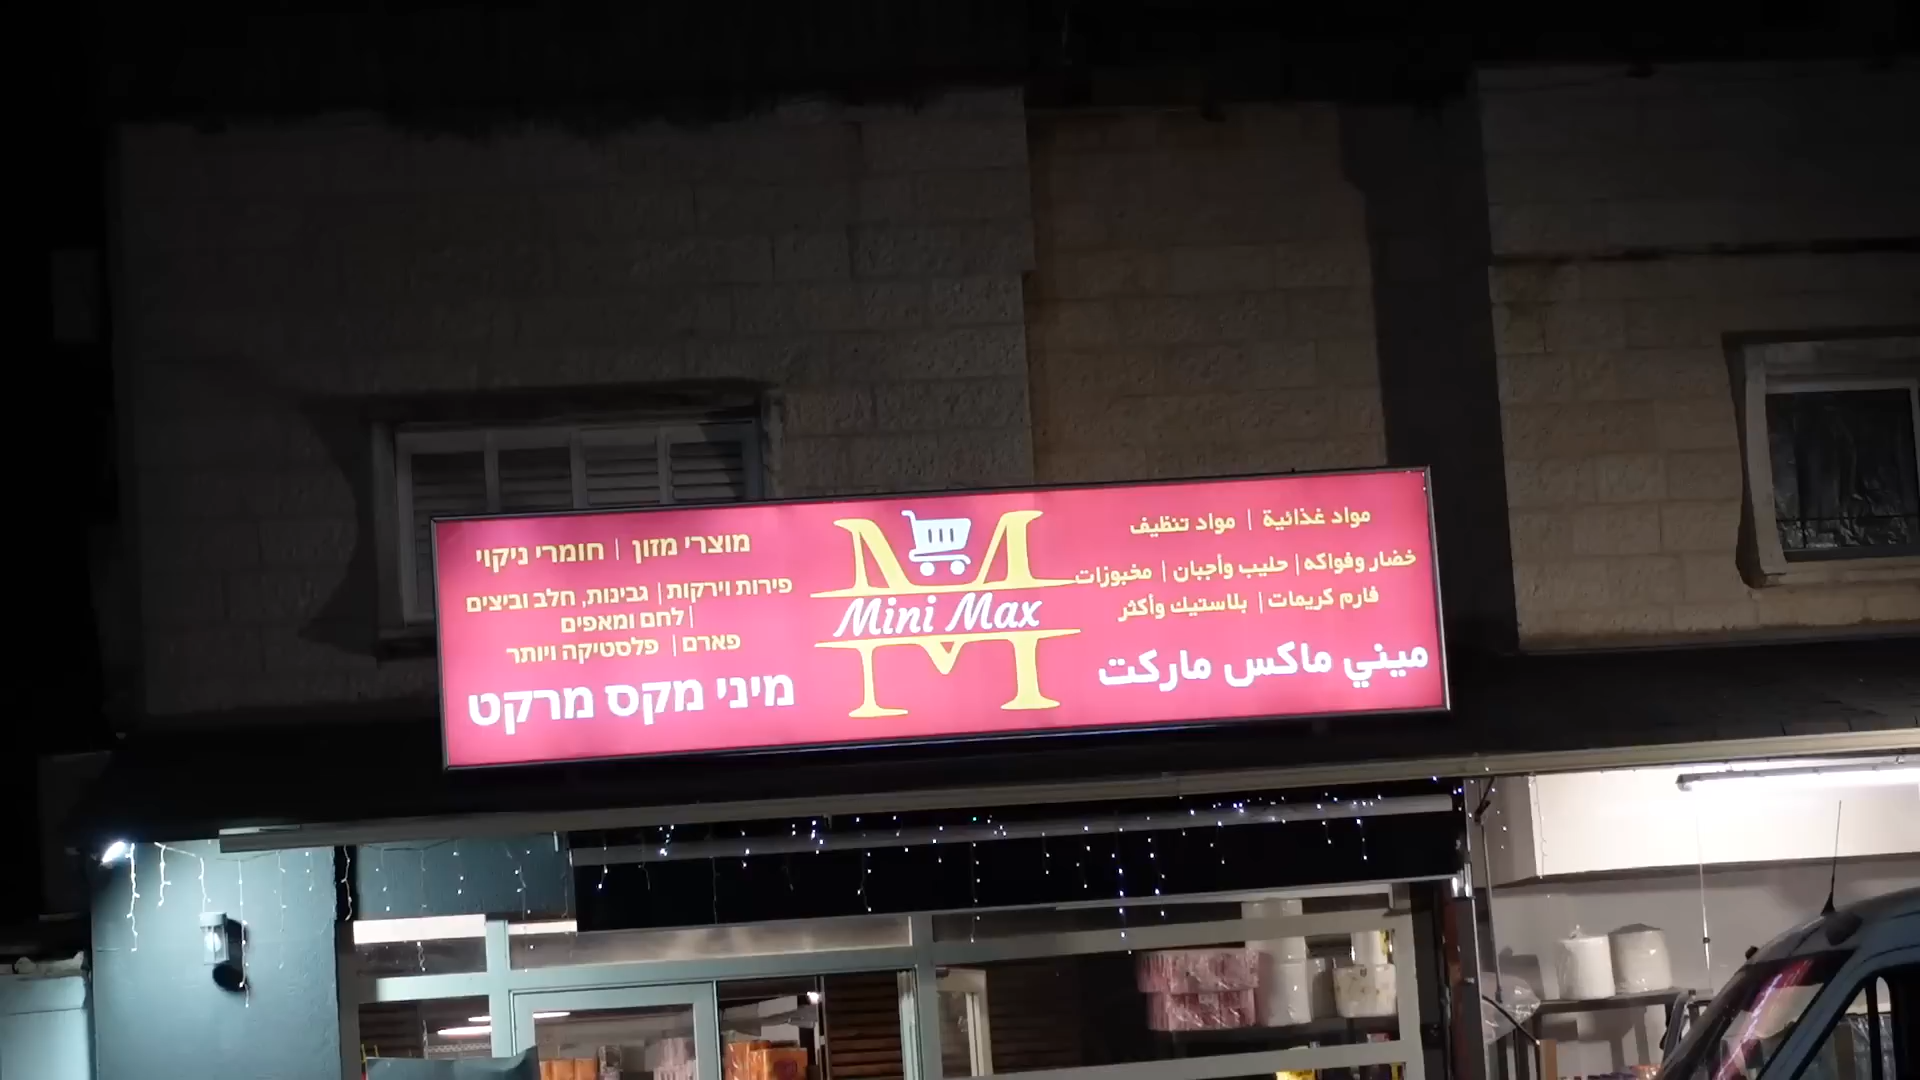 מוצרי מזון | חומרי ניקוי
פירות וירקות | גבינות, חלב וביצים
| לחם ומאפים
פארם | פלסטיקה ויותר
מיני מקס מרקט
Mini Max
مواد غذائية | مواد تنظيف
خضار وفواكه | حليب وأجبان | مخبوزات
فارم كريمات | بلاستيك وأكثر
ميني ماكس ماركت